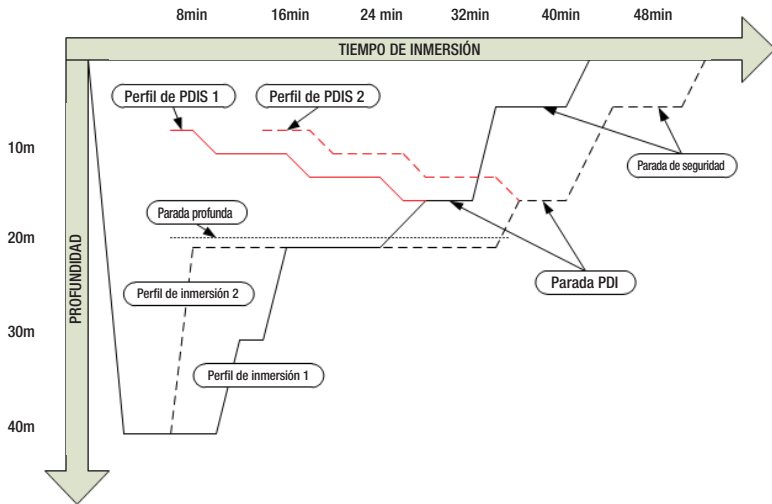 8min 16min 24 min 32min 40min 48min
TIEMPO DE INMERSIÓN
Perfil de PDIS 1
Perfil de PDIS 2
10m
Parada de seguridad
Parada profunda
20m
PROFUNDIDAD
Parada PDI
Perfil de inmersión 2
30m
Perfil de inmersión 1
40m